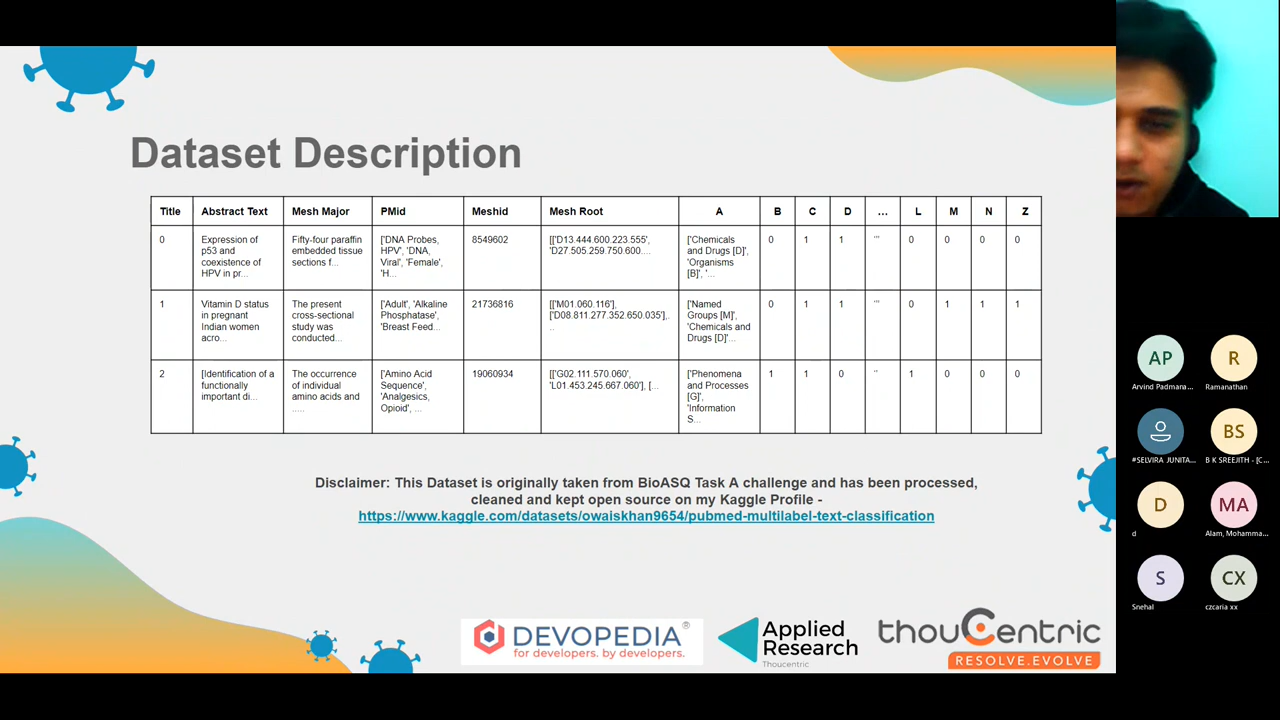 Dataset Description
Title Abstract Text Mesh Major PMid Meshid Mesh Root A B C D ... L M N Z
0 Expression of p53 and coexistence of HPV in pr... Fifty-four paraffin embedded tissue sections f... ['DNA Probes, HPV', 'DNA, Viral', 'Female', 'H... 8549602 [['D13.444.600.223.555', 'D27.505.259.750.600.... ['Chemicals and Drugs [D]', 'Organisms [B]', '... 0 1 1 ''' 0 0 0 0
1 Vitamin D status in pregnant Indian women acro... The present cross-sectional study was conducted... ['Adult', 'Alkaline Phosphatase', 'Breast Feed... 21736816 [['M01.060.116'], ['D08.811.277.352.650.035'],. .. ['Named Groups [M]', 'Chemicals and Drugs [D]'... 0 1 1 ''' 0 1 1 1
2 [Identification of a functionally important di... The occurrence of individual amino acids and ..... ['Amino Acid Sequence', 'Analgesics, Opioid', ... 19060934 [['G02.111.570.060', 'L01.453.245.667.060'], [... ['Phenomena and Processes [G]', 'Information S... 1 1 0 '' 1 0 0 0
Disclaimer: This Dataset is originally taken from BioASQ Task A challenge and has been processed,
cleaned and kept open source on my Kaggle Profile -
https://www.kaggle.com/datasets/owaiskhan9654/pubmed-multilabel-text-classification
DEVOPEDIA ®
for developers. by developers.
Applied
Research
Thoucentric
thouCentric
RESOLVE.EVOLVE
AP R
Arvind Padmana... Ramanathan
BS
#SELVIRA JUNITA... B K SREEJITH - [C...
D MA
d Alam, Mohamma...
S CX
Snehal czcaria xx